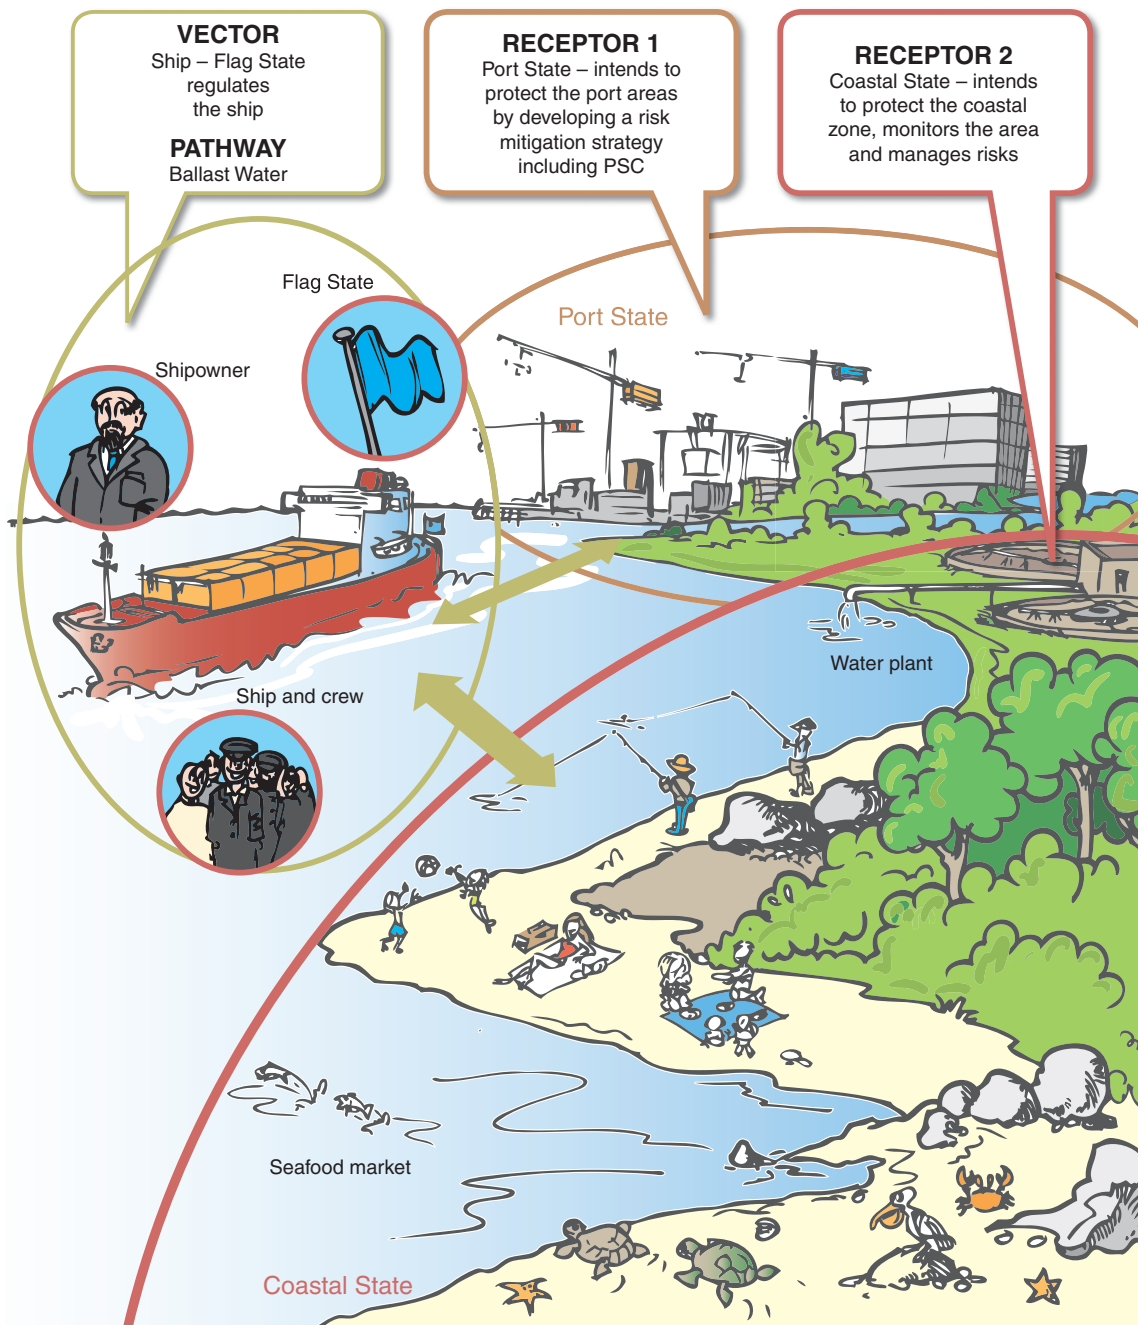 VECTOR
Ship – Flag State
regulates
the ship
PATHWAY
Ballast Water
RECEPTOR 1
Port State – intends to
protect the port areas
by developing a risk
mitigation strategy
including PSC
RECEPTOR 2
Coastal State – intends
to protect the coastal
zone, monitors the area
and manages risks
Flag State
Port State
Shipowner
Water plant
Ship and crew
Seafood market
Coastal State